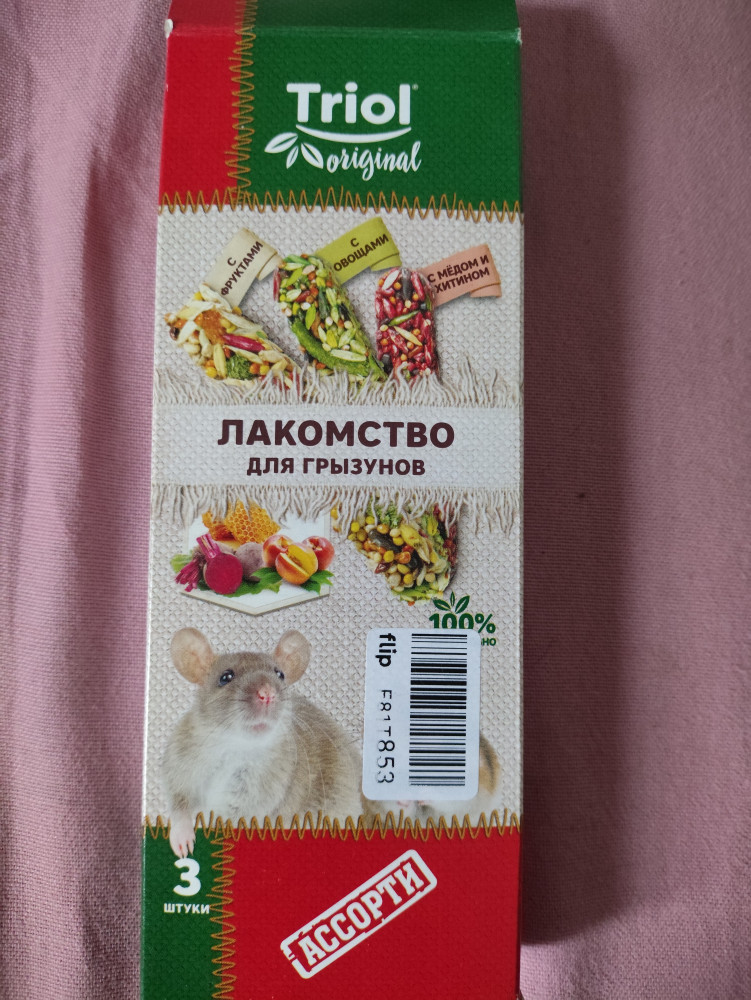 Triol
original
С
ФРУКТАМИ
С
ОВОЩАМИ
С МЁДОМ И
ХИТИНОМ
ЛАКОМСТВО
ДЛЯ ГРЫЗУНОВ
100%
flip
F81T853
3
ШТУКИ
АССОРТИ